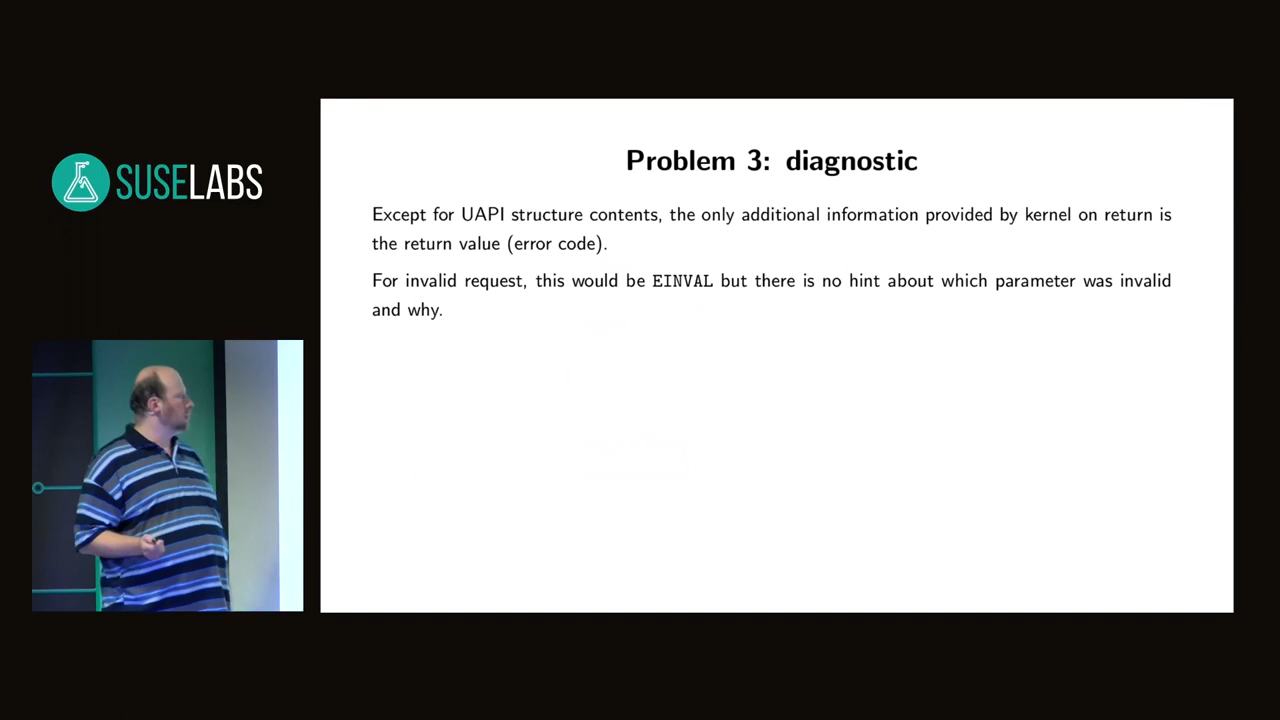 SUSELABS
Problem 3: diagnostic
Except for UAPI structure contents, the only additional information provided by kernel on return is
the return value (error code).
For invalid request, this would be EINVAL but there is no hint about which parameter was invalid
and why.